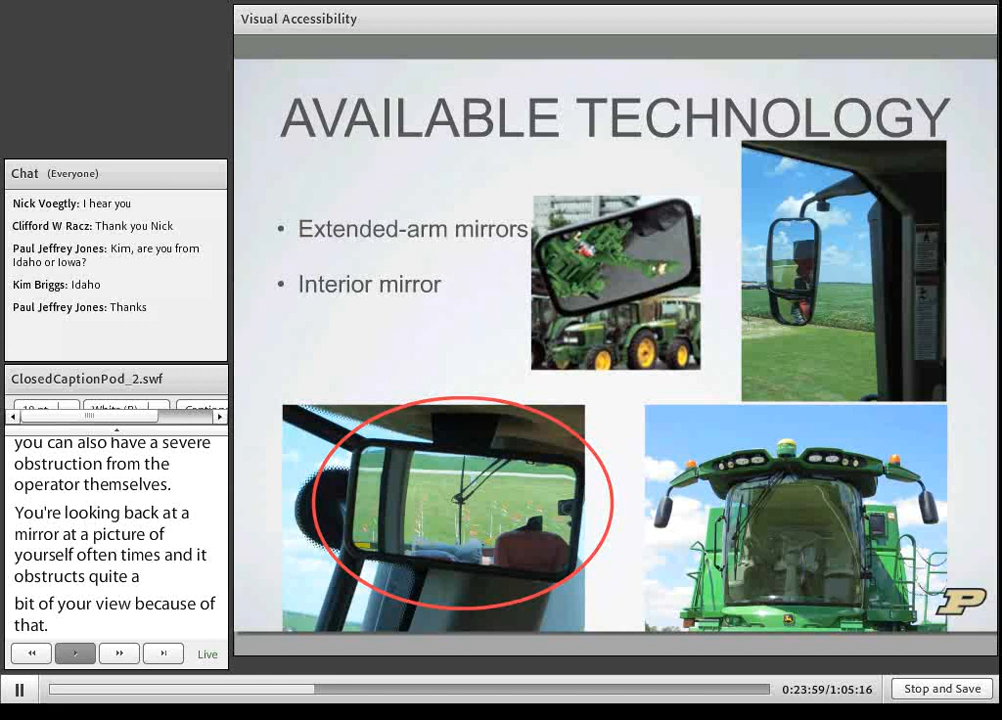 Visual Accessibility
AVAILABLE TECHNOLOGY
• Extended-arm mirrors
• Interior mirror
P
Chat (Everyone)
Nick Voegtly: I hear you
Clifford W Racz: Thank you Nick
Paul Jeffrey Jones: Kim, are you from
Idaho or Iowa?
Kim Briggs: Idaho
Paul Jeffrey Jones: Thanks
ClosedCaptionPod_2.swf
you can also have a severe
obstruction from the
operator themselves.
You're looking back at a
mirror at a picture of
yourself often times and it
obstructs quite a
bit of your view because of
that.
Live
0:23:59/1:05:16
Stop and Save